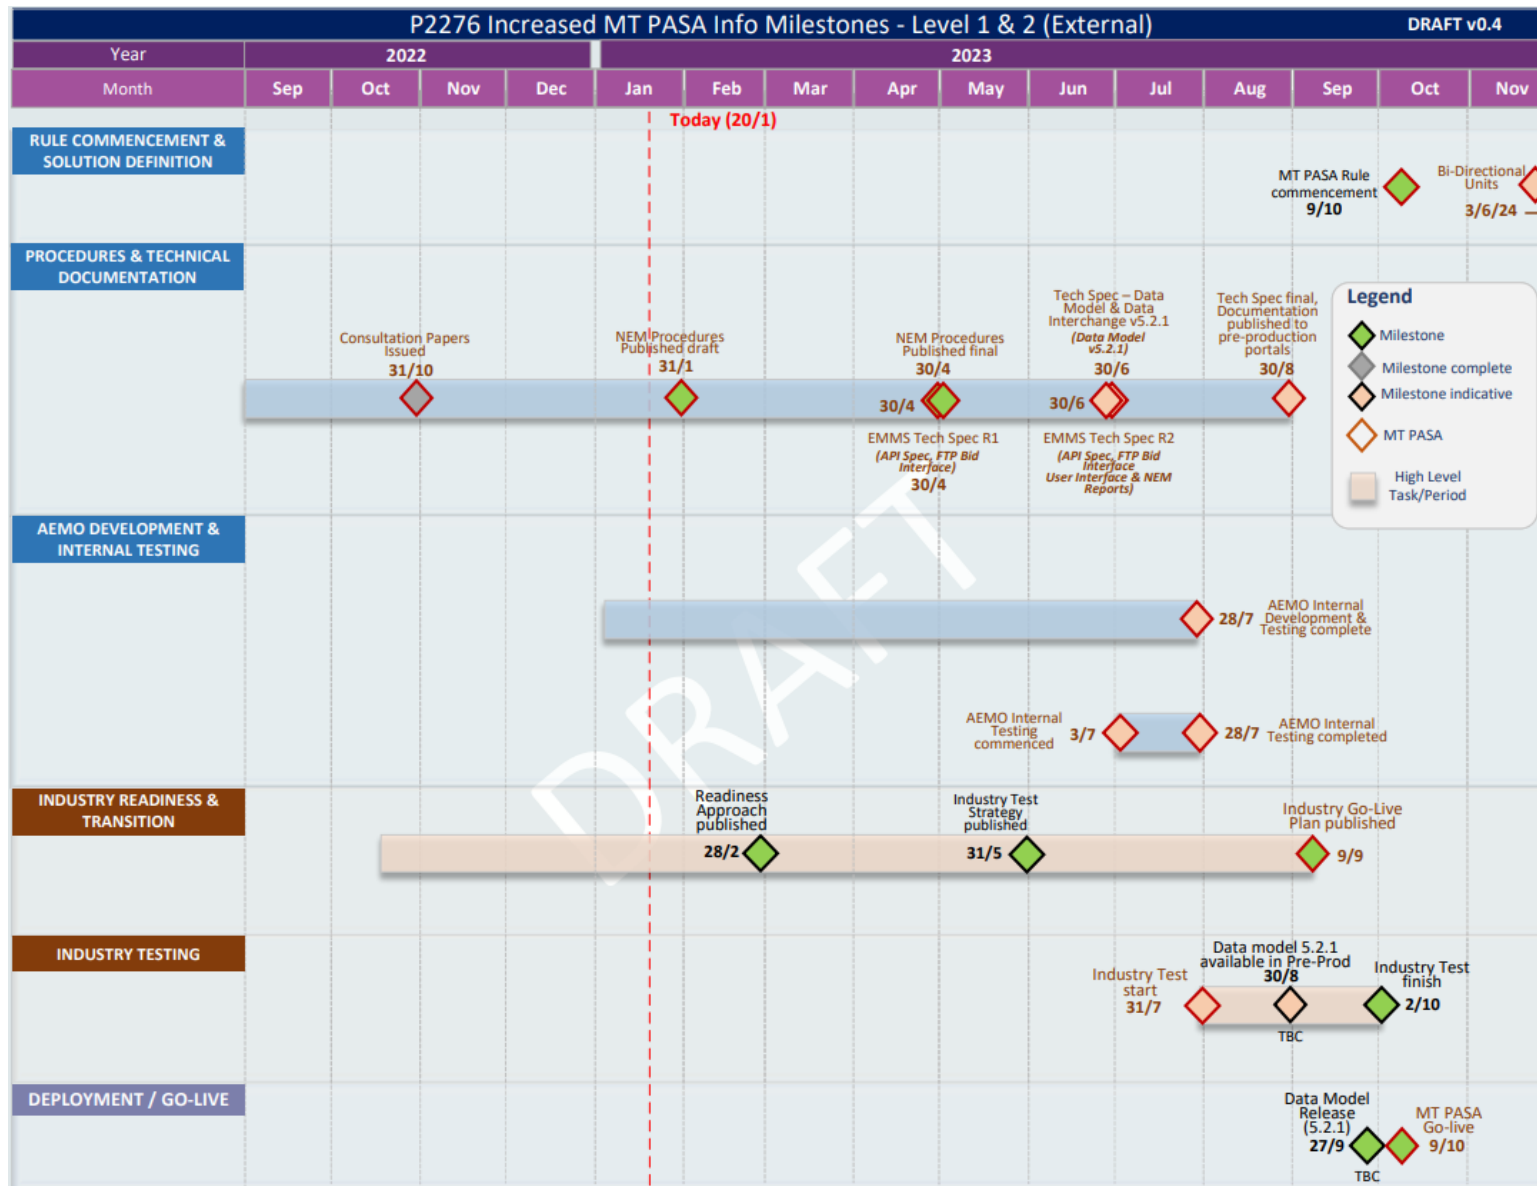 P2276 Increased MT PASA Info Milestones - Level 1 & 2 (External)
DRAFT v0.4
Year
2022
2023
Month
Sep
Oct
Nov
Dec
Jan
Feb
Mar
Apr
May
Jun
Jul
Aug
Sep
Oct
Nov
Today (20/1)
RULE COMMENCEMENT &
SOLUTION DEFINITION
MT PASA Rule
commencement
9/10
Bi-Directional
Units
3/6/24
PROCEDURES & TECHNICAL
DOCUMENTATION
Consultation Papers
Issued
31/10
NEM Procedures
Published draft
31/1
NEM Procedures
Published final
30/4
30/4
EMMS Tech Spec R1
(API Spec, FTP Bid
Interface)
30/4
Tech Spec – Data
Model & Data
Interchange v5.2.1
(Data Model
v5.2.1)
30/6
30/6
EMMS Tech Spec R2
(API Spec, FTP Bid
Interface
User Interface & NEM
Reports)
Tech Spec final,
Documentation
published to
pre-production
portals
30/8
Legend
Milestone
Milestone complete
Milestone indicative
MT PASA
High Level
Task/Period
AEMO DEVELOPMENT &
INTERNAL TESTING
28/7
AEMO Internal
Development &
Testing complete
AEMO Internal
Testing
commenced
3/7
28/7
AEMO Internal
Testing completed
DRAFT
INDUSTRY READINESS &
TRANSITION
Readiness
Approach
published
28/2
Industry Test
Strategy
published
31/5
Industry Go-Live
Plan published
9/9
INDUSTRY TESTING
Industry Test
start
31/7
Data model 5.2.1
available in Pre-Prod
30/8
TBC
Industry Test
finish
2/10
DEPLOYMENT / GO-LIVE
Data Model
Release
(5.2.1)
27/9
TBC
MT PASA
Go-live
9/10